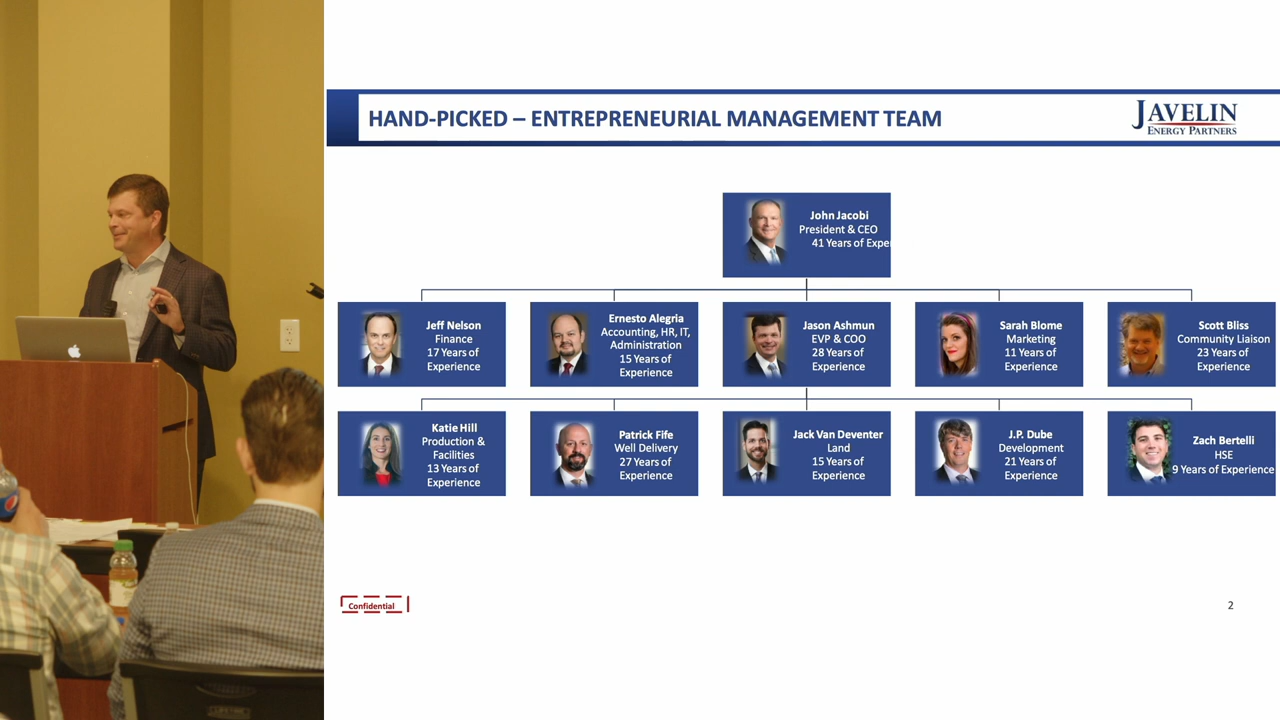 HAND-PICKED – ENTREPRENEURIAL MANAGEMENT TEAM
JAVELIN
ENERGY PARTNERS
John Jacobi
President & CEO
41 Years of Expe
Jeff Nelson
Finance
17 Years of
Experience
Ernesto Alegria
Accounting, HR, IT,
Administration
15 Years of
Experience
Jason Ashmun
EVP & COO
28 Years of
Experience
Sarah Blome
Marketing
11 Years of
Experience
Scott Bliss
Community Liaison
23 Years of
Experience
Katie Hill
Production &
Facilities
13 Years of
Experience
Patrick Fife
Well Delivery
27 Years of
Experience
Jack Van Deventer
Land
15 Years of
Experience
J.P. Dube
Development
21 Years of
Experience
Zach Bertelli
HSE
9 Years of Experience
Confidential
2
LIFETIME